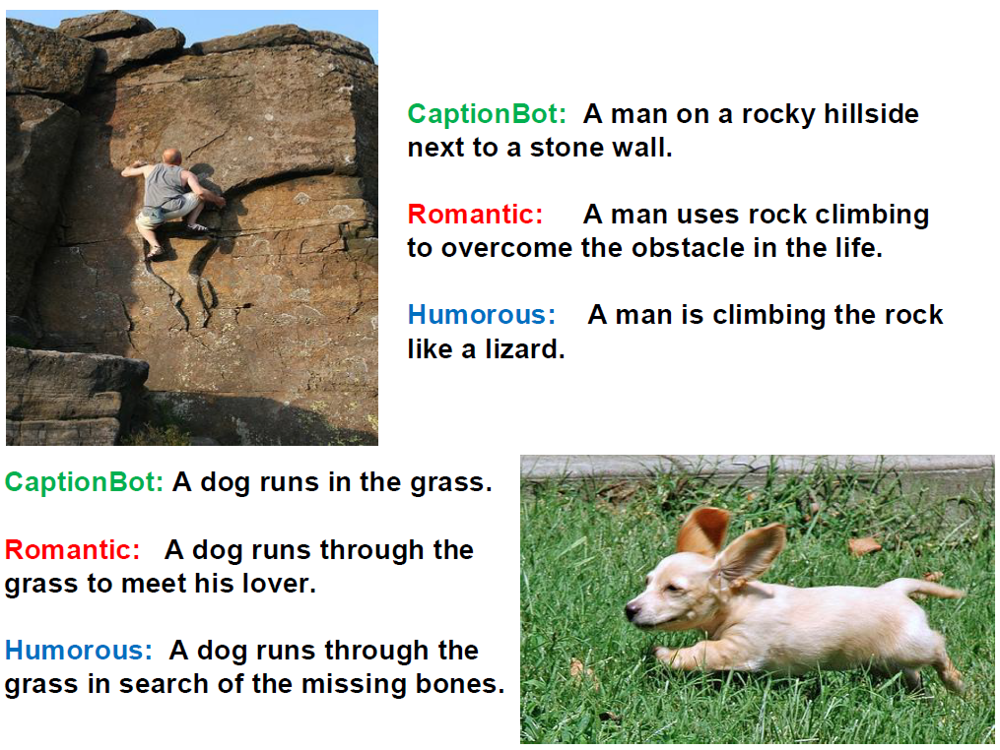 CaptionBot: A man on a rocky hillside
next to a stone wall.
Romantic: A man uses rock climbing
to overcome the obstacle in the life.
Humorous: A man is climbing the rock
like a lizard.
CaptionBot: A dog runs in the grass.
Romantic: A dog runs through the
grass to meet his lover.
Humorous: A dog runs through the
grass in search of the missing bones.